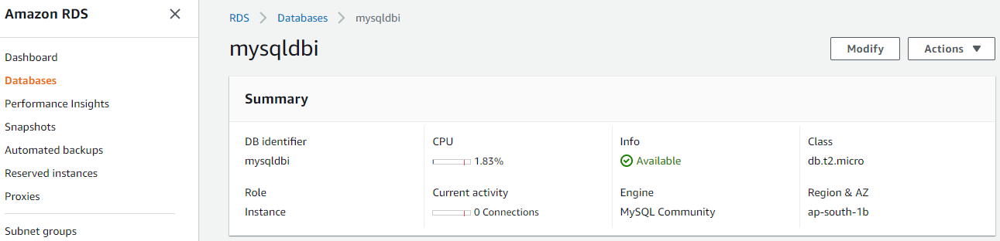 Amazon RDS
Dashboard
Databases
Performance Insights
Snapshots
Automated backups
Reserved instances
Proxies
Subnet groups
RDS > Databases > mysqldbi
mysqldbi
Modify
Actions
Summary
DB identifier
mysqldbi
CPU
1.83%
Info
Available
Class
db.t2.micro
Role
Instance
Current activity
0 Connections
Engine
MySQL Community
Region & AZ
ap-south-1b